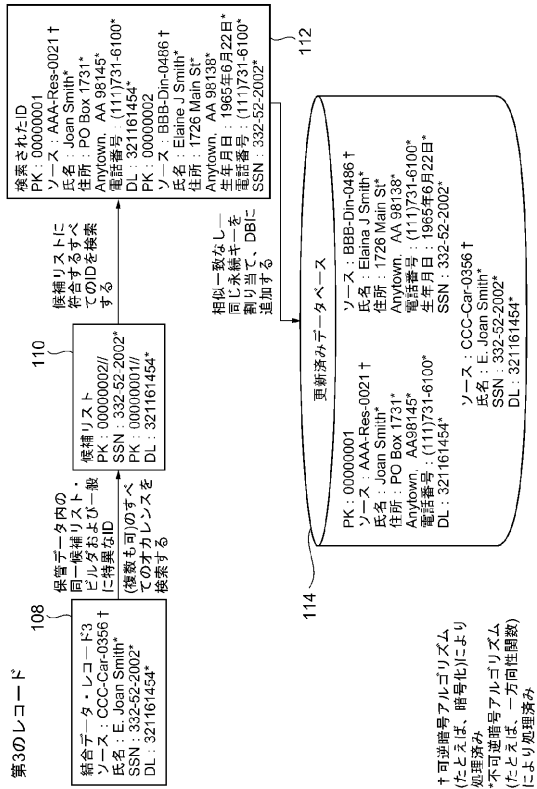 第3のレコード
108
結合データ・レコード3
ソース：CCC-Car-0356†
氏名：E. Joan Smith*
SSN：332-52-2002*
DL：321161454*
保管データ内の
同一候補リスト・
ビルダおよび一般
に特異なID
(複数も可)のすべ
てのオカレンスを
検索する
110
候補リスト
PK：00000002//
SSN：332-52-2002*
PK：00000001//
DL：321161454*
候補リストに
符合するすべ
てのIDを検索
する
検索されたID
PK：00000001
ソース：AAA-Res-0021†
氏名：Joan Smith*
住所：PO Box 1731*
Anytown, AA 98145*
電話番号：(111)731-6100*
DL：321161454*
PK：00000002
ソース：BBB-Din-0486†
氏名：Elaine J Smith*
住所：1726 Main St*
Anytown, AA 98138*
生年月日：1965年6月22日*
電話番号：(111)731-6100*
SSN：332-52-2002*
112
相似一致なし―
同じ永続キーを
割り当て、DBに
追加する
114
更新済みデータベース
PK：00000001
ソース：AAA-Res-0021†
氏名：Joan Smith*
住所：PO Box 1731*
Anytown, AA98145*
電話番号：(111)731-6100*
DL：321161454*
ソース：BBB-Din-0486†
氏名：Elaina J Smith*
住所：1726 Main St*
Anytown, AA 98138*
電話番号：(111)731-6100*
生年月日：1965年6月22日*
SSN：332-52-2002*
ソース：CCC-Car-0356†
氏名：E. Joan Smith*
SSN：332-52-2002*
DL：321161454*
†可逆暗号アルゴリズム
(たとえば、暗号化)により
処理済み
*不可逆暗号アルゴリズム
(たとえば、一方向性関数)
により処理済み